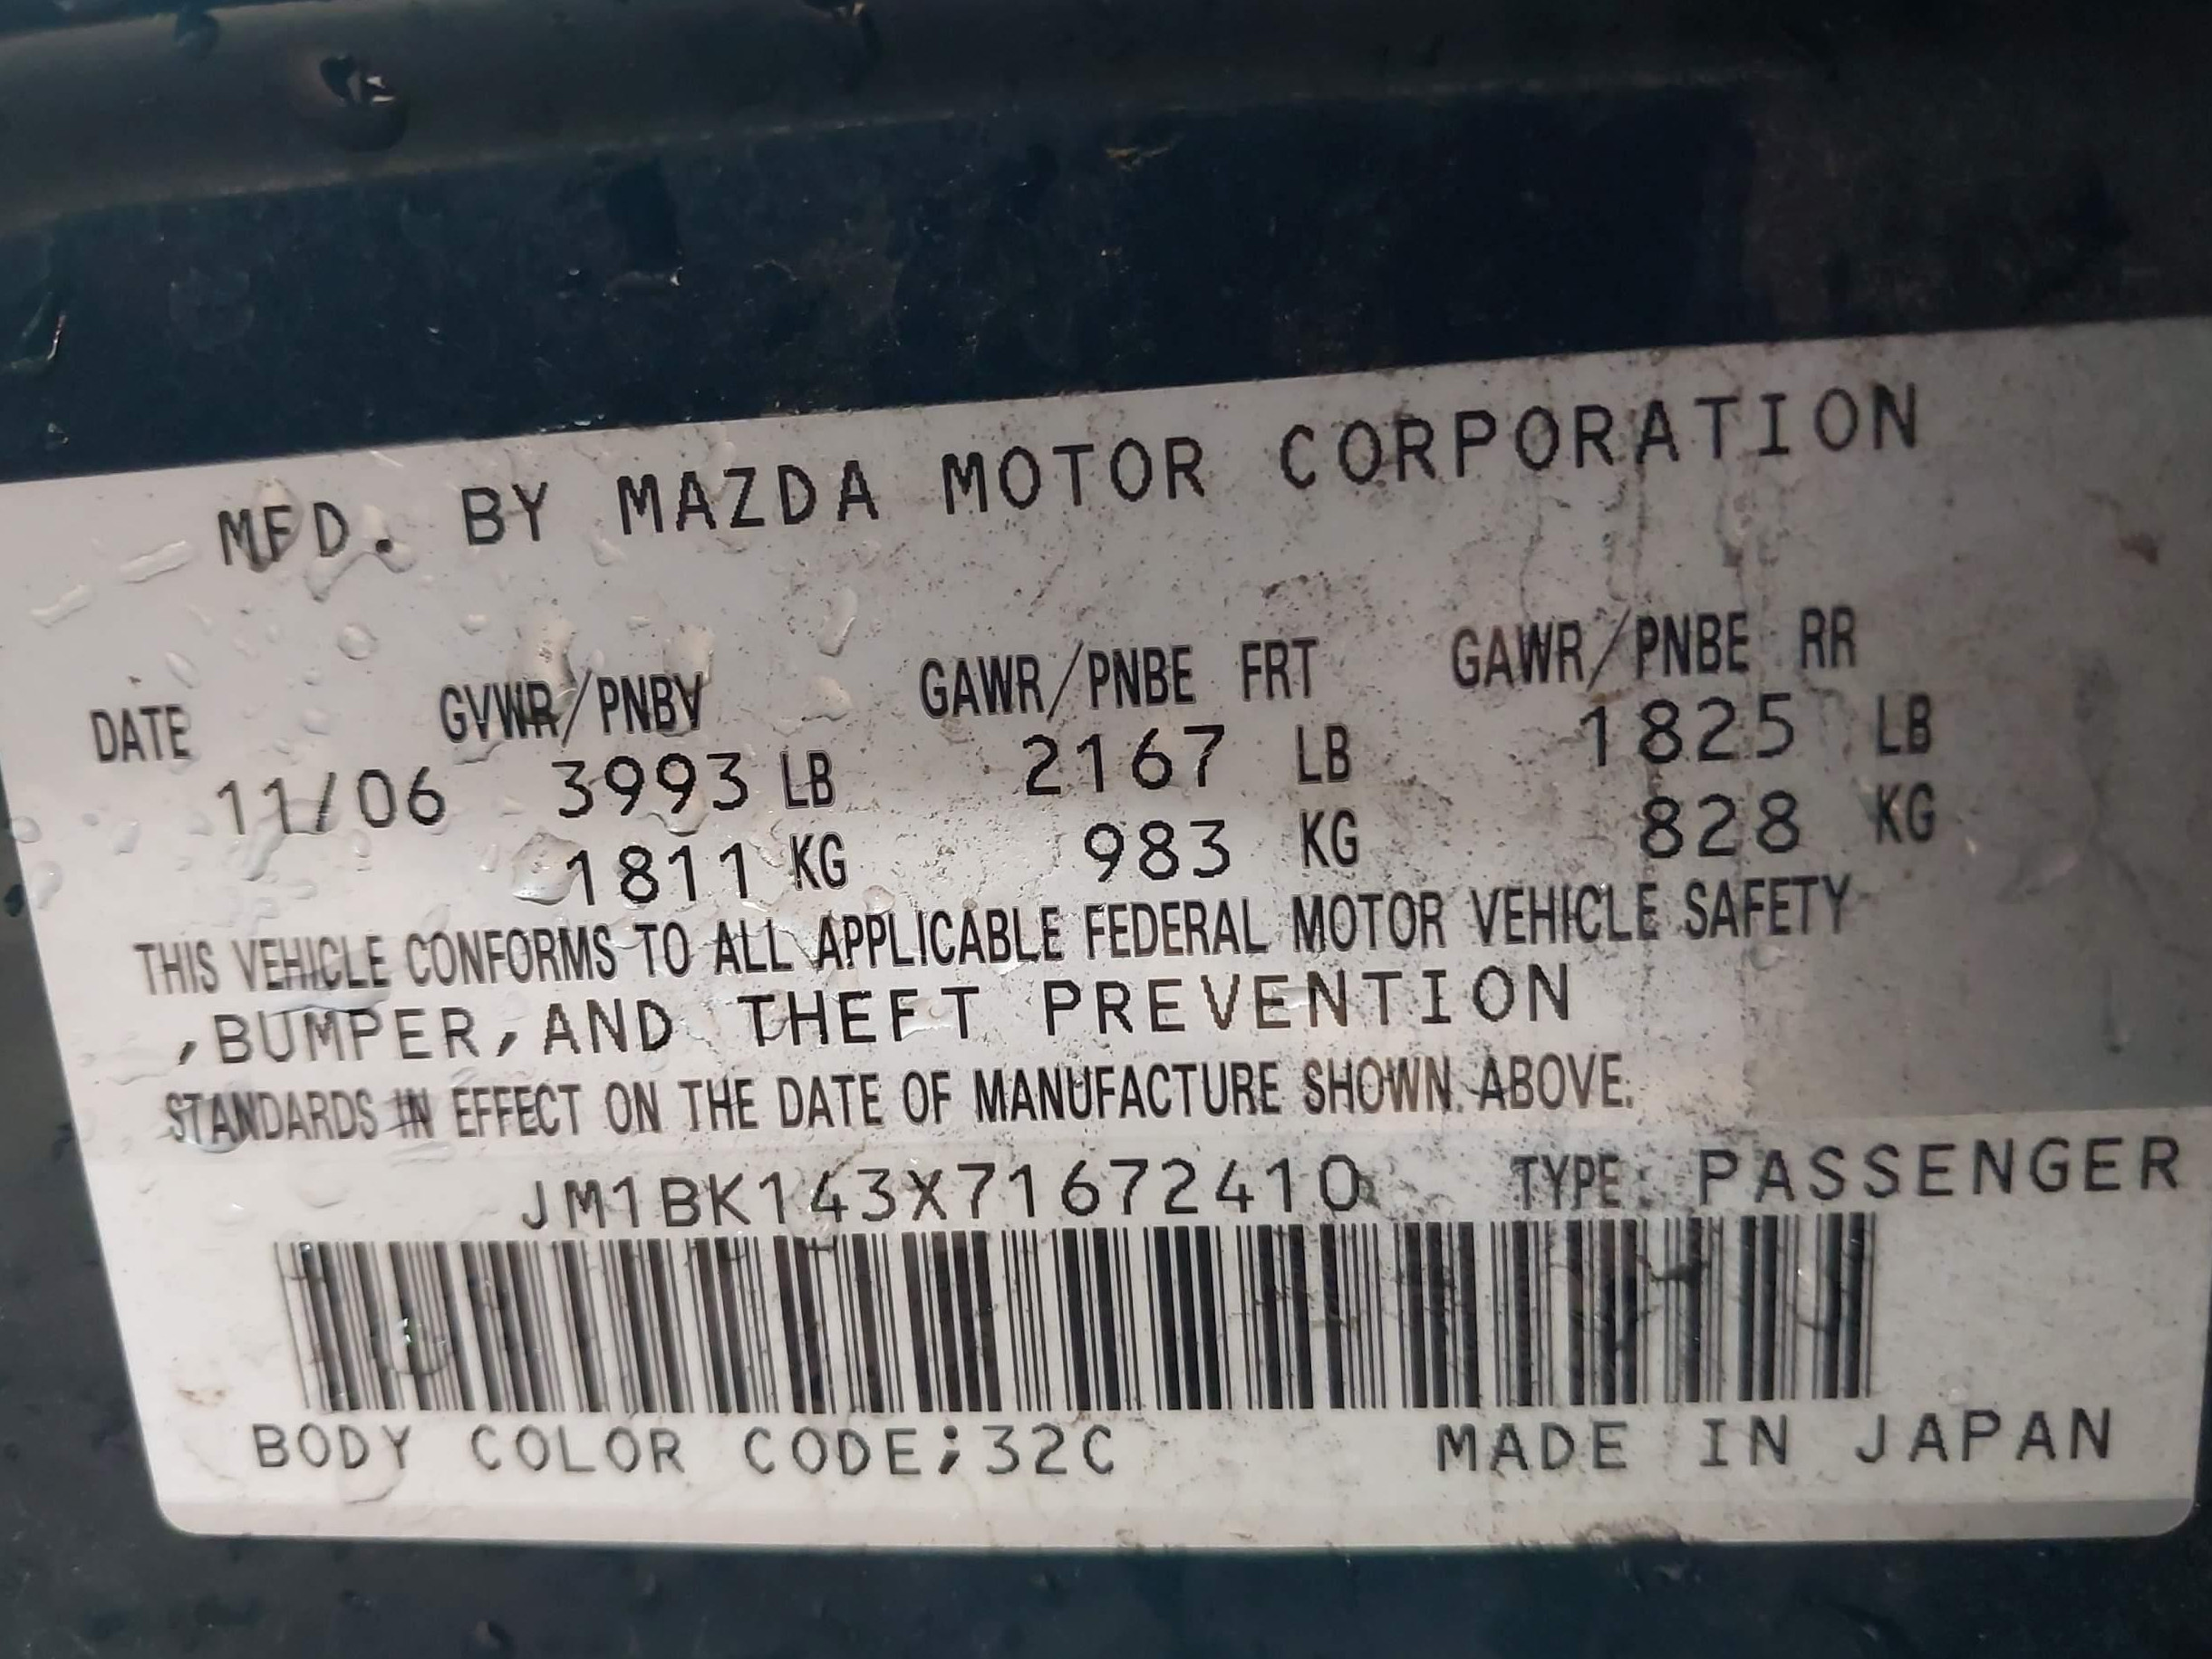 MFD. BY MAZDA MOTOR CORPORATION
DATE GVWR/PNBV GAWR/PNBE FRT GAWR/PNBE RR
11/06 3993 LB 2167 LB 1825 LB
1811 KG 983 KG 828 KG
THIS VEHICLE CONFORMS TO ALL APPLICABLE FEDERAL MOTOR VEHICLE SAFETY
,BUMPER,AND THEFT PREVENTION
STANDARDS IN EFFECT ON THE DATE OF MANUFACTURE SHOWN ABOVE.
JM1BK143X71672410 TYPE: PASSENGER
BODY COLOR CODE;32C MADE IN JAPAN